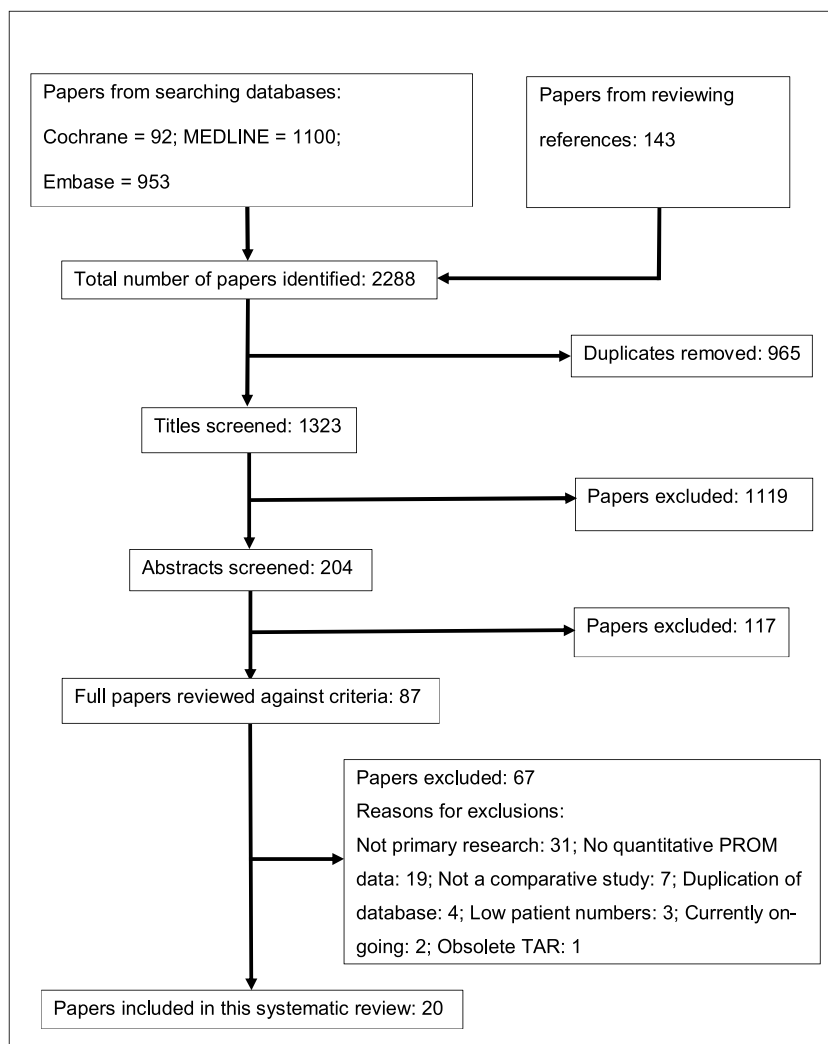 Papers from searching databases:
Cochrane = 92; MEDLINE = 1100;
Embase = 953
Papers from reviewing
references: 143
Total number of papers identified: 2288
Duplicates removed: 965
Titles screened: 1323
Papers excluded: 1119
Abstracts screened: 204
Papers excluded: 117
Full papers reviewed against criteria: 87
Papers excluded: 67
Reasons for exclusions:
Not primary research: 31; No quantitative PROM
data: 19; Not a comparative study: 7; Duplication of
database: 4; Low patient numbers: 3; Currently on-
going: 2; Obsolete TAR: 1
Papers included in this systematic review: 20